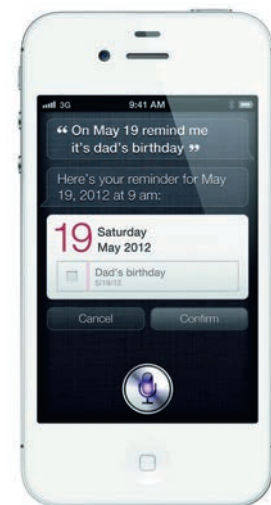 3G 9:41 AM
“ On May 19 remind me
it’s dad’s birthday ”
Here’s your reminder for May
19, 2012 at 9 am:
19 Saturday
May 2012
Dad’s birthday
5/19/12
Cancel Confirm